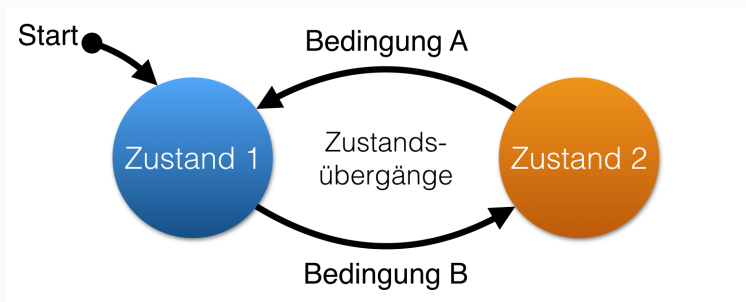 Start
Bedingung A
Zustand 1
Zustands-
übergänge
Zustand 2
Bedingung B